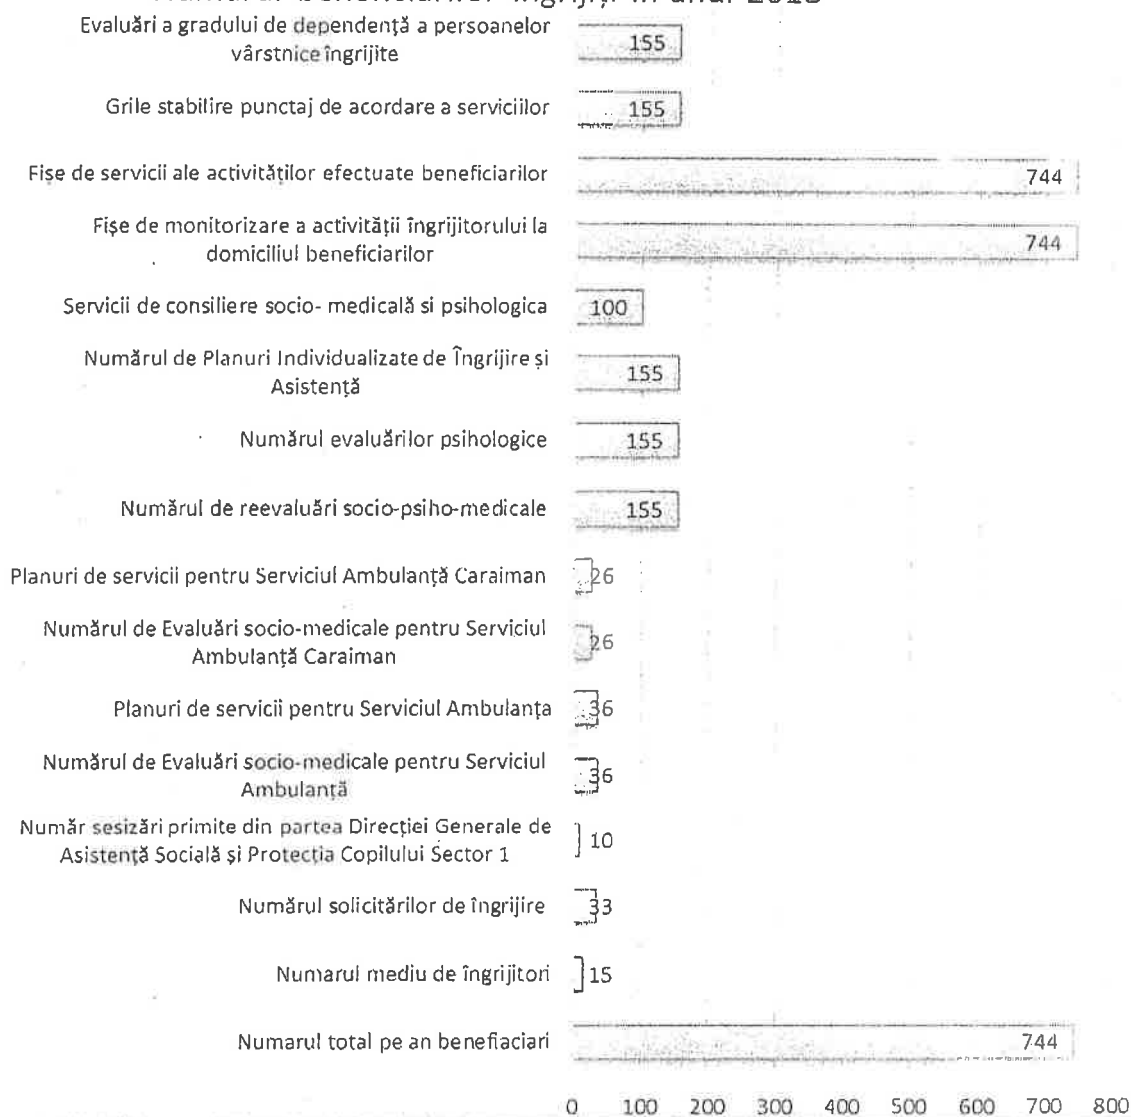 îngrijiți în anul
Evaluări a gradului de dependență a persoanelor
vârstnice îngrijite
155
Grile stabilire punctaj de acordare a serviciilor
155
Fișe de servicii ale activităților efectuate beneficiarilor
744
Fișe de monitorizare a activității îngrijitorului la
domiciliul beneficiarilor
744
Servicii de consiliere socio- medicală si psihologica
100
Numărul de Planuri Individualizate de Îngrijire și
Asistență
155
Numărul evaluărilor psihologice
155
Numărul de reevaluări socio-psiho-medicale
155
Planuri de servicii pentru Serviciul Ambulanță Caraiman
26
Numărul de Evaluări socio-medicale pentru Serviciul
Ambulanță Caraiman
26
Planuri de servicii pentru Serviciul Ambulanța
36
Numărul de Evaluări socio-medicale pentru Serviciul
Ambulanță
36
Număr sesizări primite din partea Direcției Generale de
Asistență Socială și Protecția Copilului Sector 1
10
Numărul solicitărilor de îngrijire
33
Numarul mediu de îngrijitori
15
Numarul total pe an benefiaciari
744
0 100 200 300 400 500 600 700 800